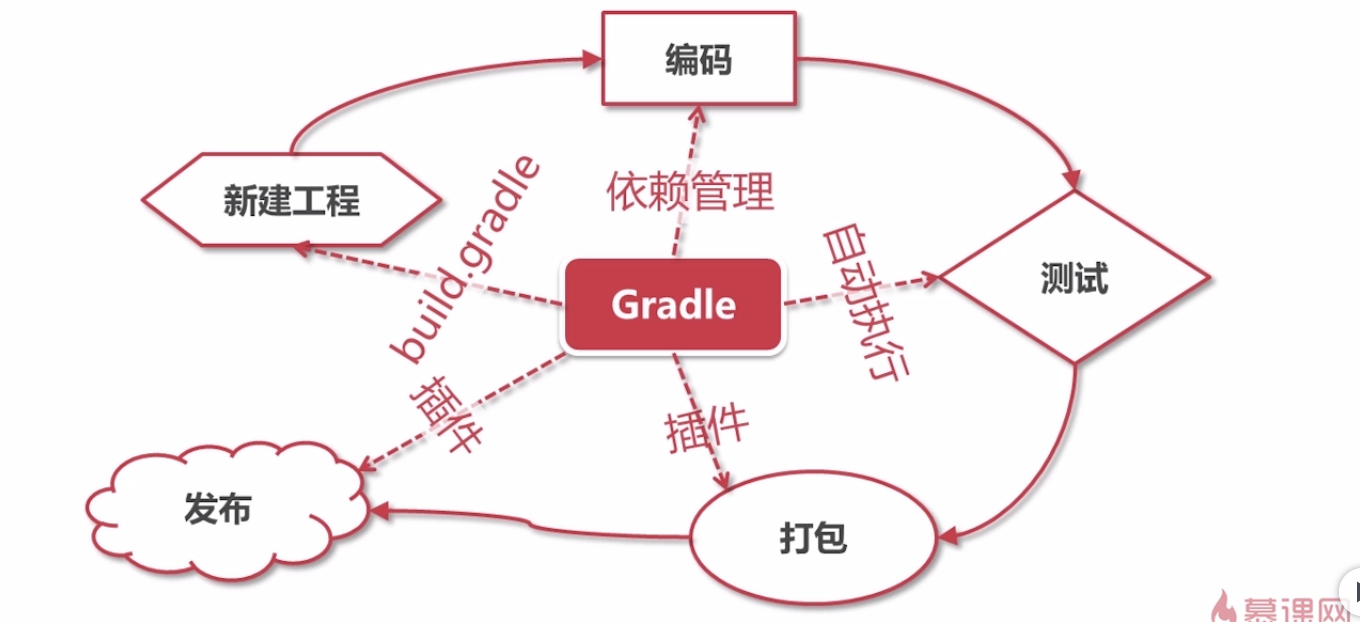 编码
新建工程
build.gradle
依赖管理
自动执行
测试
Gradle
插件
插件
发布
打包
慕课网